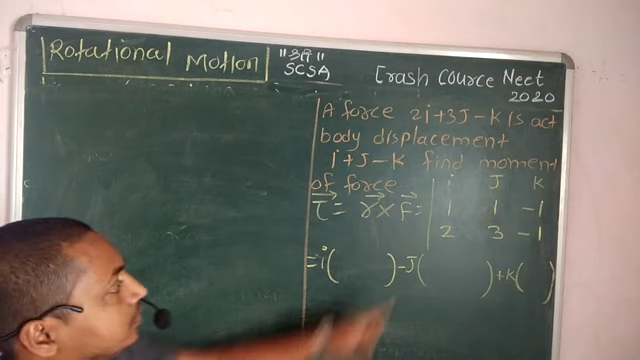 Rotational Motion
"श्री"
SCSA
Crash Cource Neet
2020
A force 2i+3J-K is act
body displacement
i+J-K find moment
of force
i J K
τ = r × F =
1 1 -1
2 3 -1
= i( ) -J( ) +K( )